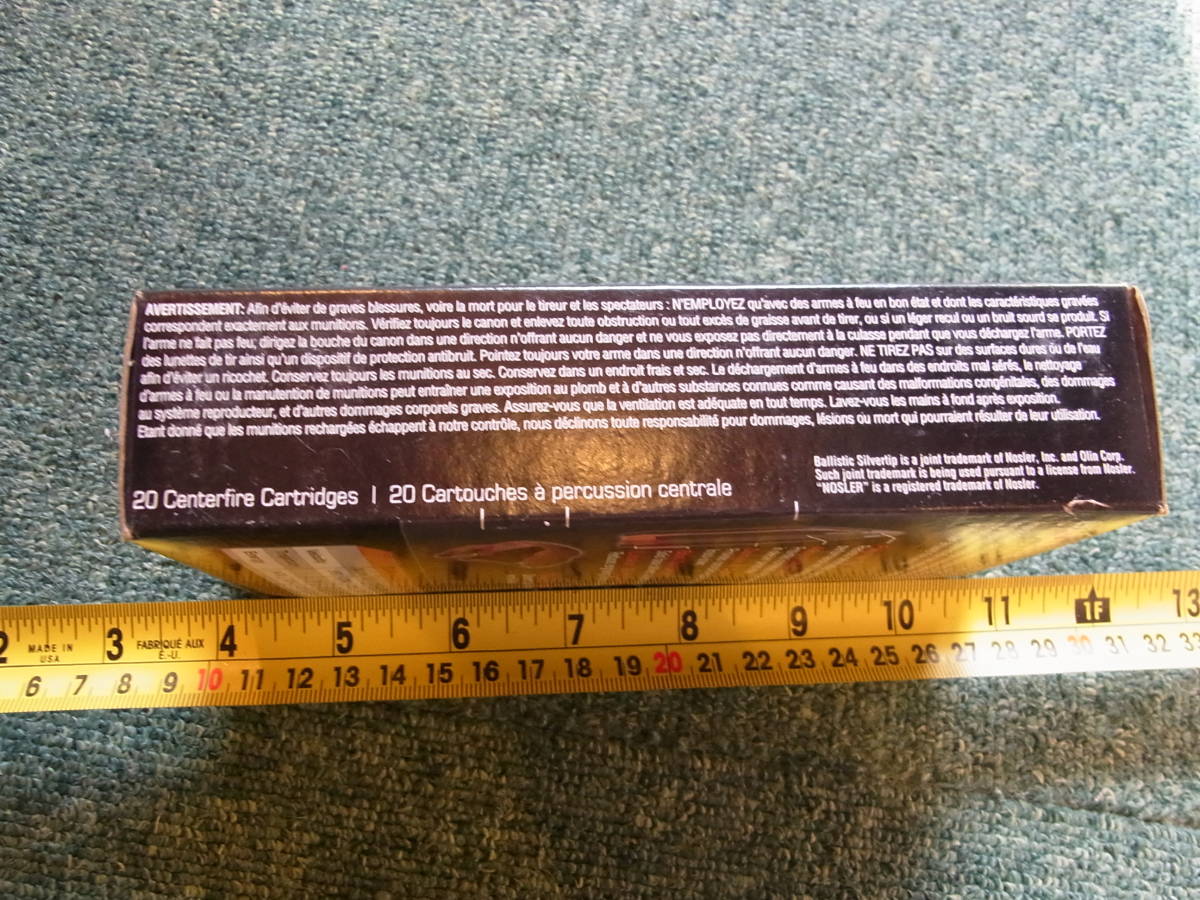 AVERTISSEMENT: Afin d'éviter de graves blessures, voire la mort pour le tireur et les spectateurs : N'EMPLOYEZ qu'avec des armes à feu en bon état et dont les caractéristiques gravées
correspondent exactement aux munitions. Vérifiez toujours le canon et enlevez toute obstruction ou tout excès de graisse avant de tirer, ou si un léger recul ou un bruit sourd se produit. Si
l'arme ne fait pas feu; dirigez la bouche du canon dans une direction n'offrant aucun danger et ne vous exposez pas directement à la culasse pendant que vous déchargez l'arme. PORTEZ
des lunettes de tir ainsi qu'un dispositif de protection antibruit. Pointez toujours votre arme dans une direction n'offrant aucun danger. NE TIREZ PAS sur des surfaces dures ou de l'eau
afin d'éviter un ricochet. Conservez toujours les munitions au sec. Conservez dans un endroit frais et sec. Le déchargement d'armes à feu dans des endroits mal aérés, le nettoyage
d'armes à feu ou la manutention de munitions peut entraîner une exposition au plomb et à d'autres substances connues comme causant des malformations congénitales, des dommages
au système reproducteur, et d'autres dommages corporels graves. Assurez-vous que la ventilation est adéquate en tout temps. Lavez-vous les mains à fond après exposition.
Etant donné que les munitions rechargées échappent à notre contrôle, nous déclinons toute responsabilité pour dommages, lésions ou mort qui pourraient résulter de leur utilisation.
Ballistic Silvertip is a joint trademark of Nosler, Inc. and Olin Corp.
Such joint trademark is being used pursuant to a license from Nosler.
"NOSLER" is a registered trademark of Nosler.
20 Centerfire Cartridges | 20 Cartouches à percussion centrale
2 MADE IN USA 3 FABRIQUÉ AUX É.-U. 4 5 6 7 8 9 10 11 1F 13
6 7 8 9 10 11 12 13 14 15 16 17 18 19 20 21 22 23 24 25 26 27 28 29 30 31 32 33